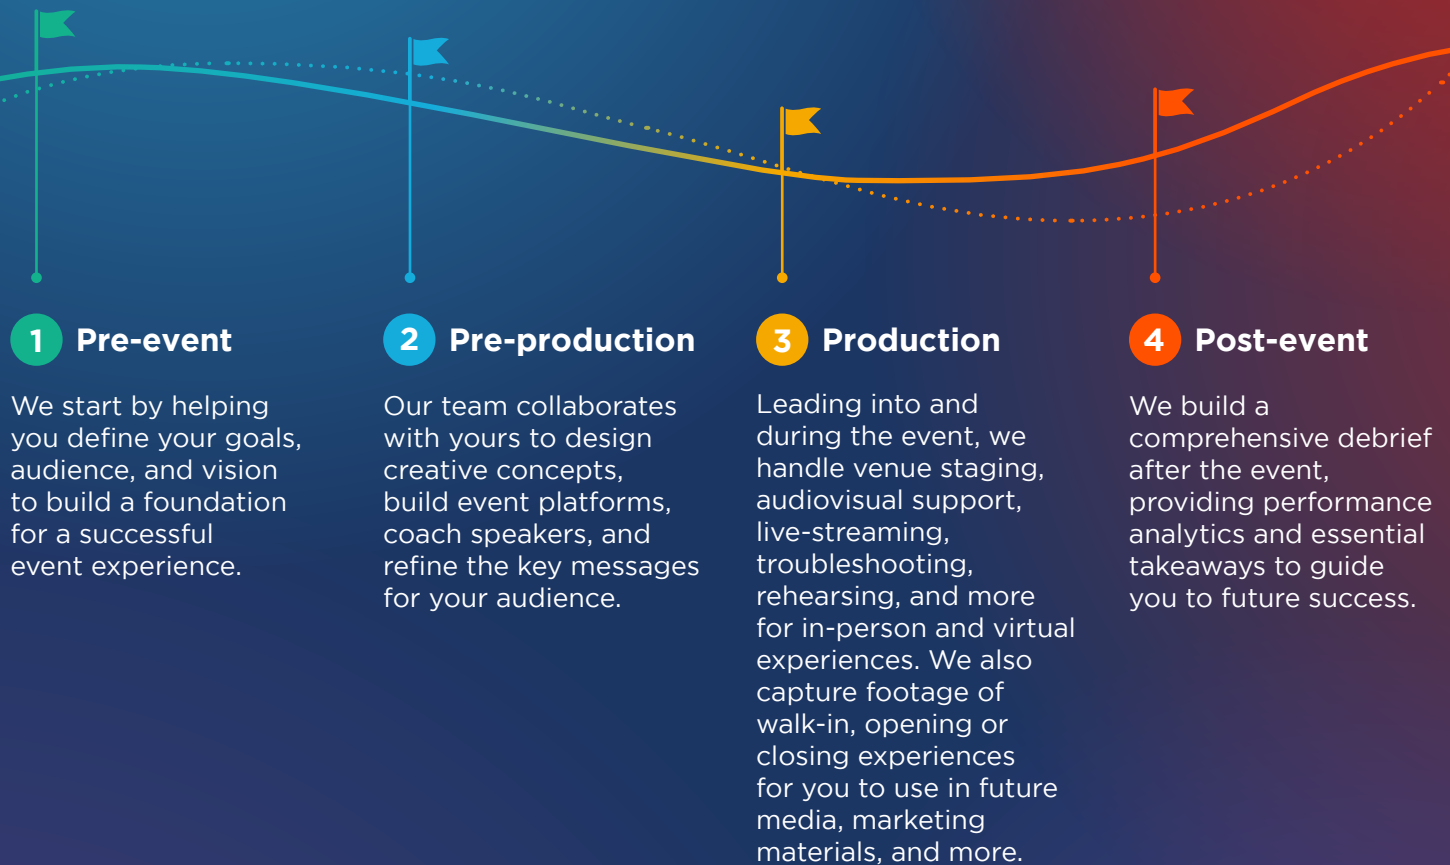 1 Pre-event
We start by helping
you define your goals,
audience, and vision
to build a foundation
for a successful
event experience.
2 Pre-production
Our team collaborates
with yours to design
creative concepts,
build event platforms,
coach speakers, and
refine the key messages
for your audience.
3 Production
Leading into and
during the event, we
handle venue staging,
audiovisual support,
live-streaming,
troubleshooting,
rehearsing, and more
for in-person and virtual
experiences. We also
capture footage of
walk-in, opening or
closing experiences
for you to use in future
media, marketing
materials, and more.
4 Post-event
We build a
comprehensive debrief
after the event,
providing performance
analytics and essential
takeaways to guide
you to future success.